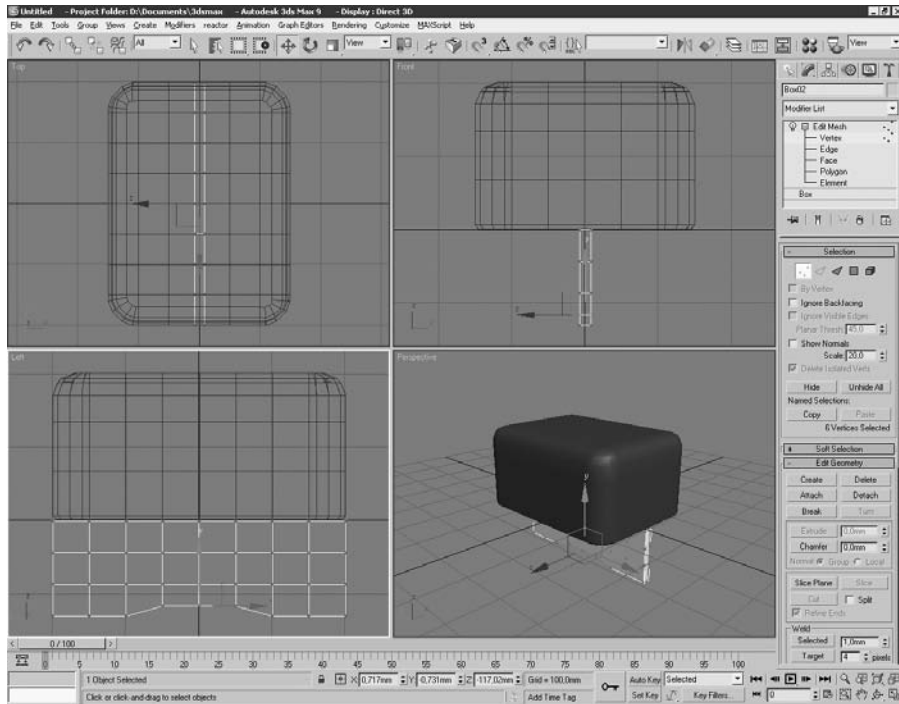 Untitled - Project Folder: D:\Documents\3dsmax - Autodesk 3ds Max 9 - Display : Direct 3D
File Edit Tools Group Views Create Modifiers reactor Animation Graph Editors Rendering Customize MAXScript Help
All View View
Top
Front
Left
Perspective
Box02
Modifier List
Edit Mesh
Vertex
Edge
Face
Polygon
Element
Box
Selection
By Vertex
Ignore Backfacing
Ignore Visible Edges
Planar Thresh: 45,0
Show Normals
Scale: 20,0
Delete Isolated Verts
Hide Unhide All
Named Selections:
Copy Paste
6 Vertices Selected
Soft Selection
Edit Geometry
Create Delete
Attach Detach
Break Turn
Extrude 0,0mm
Chamfer 0,0mm
Normal: Group Local
Slice Plane Slice
Cut Split
Refine Ends
Weld
Selected 1,0mm
Target 4 pixels
0 / 100
0 5 10 15 20 25 30 35 40 45 50 55 60 65 70 75 80 85 90 95 100
1 Object Selected X: 0,717mm Y: -0,731mm Z: -117,02mm Grid = 100,0mm Auto Key Selected
Click or click-and-drag to select objects Add Time Tag Set Key Key Filters... 0